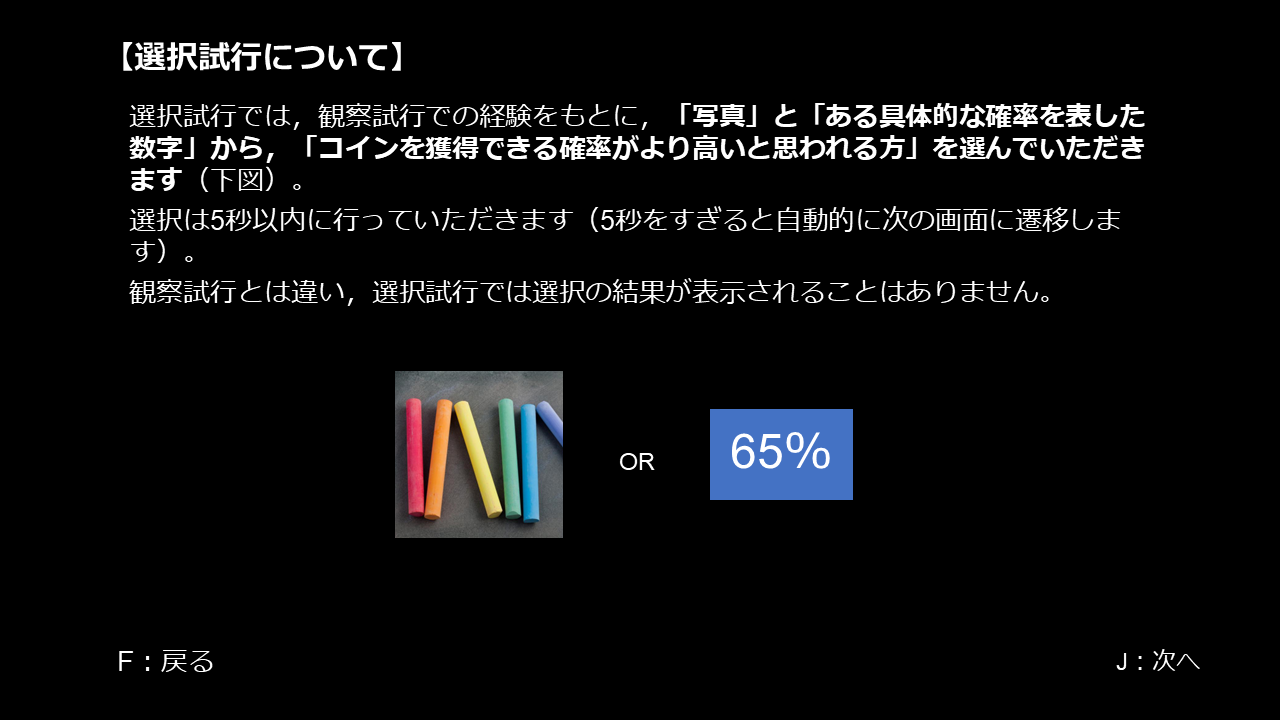 【選択試行について】
選択試行では，観察試行での経験をもとに，「写真」と「ある具体的な確率を表した
数字」から，「コインを獲得できる確率がより高いと思われる方」を選んでいただき
ます（下図）。
選択は5秒以内に行っていただきます（5秒をすぎると自動的に次の画面に遷移しま
す）。
観察試行とは違い，選択試行では選択の結果が表示されることはありません。
OR
65%
F：戻る
J：次へ